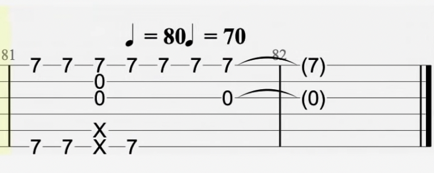 ♩ = 80♩ = 70
81 82
7 7 7 7 7 7 7 (7)
0
0 0 (0)
X
7 7 X 7